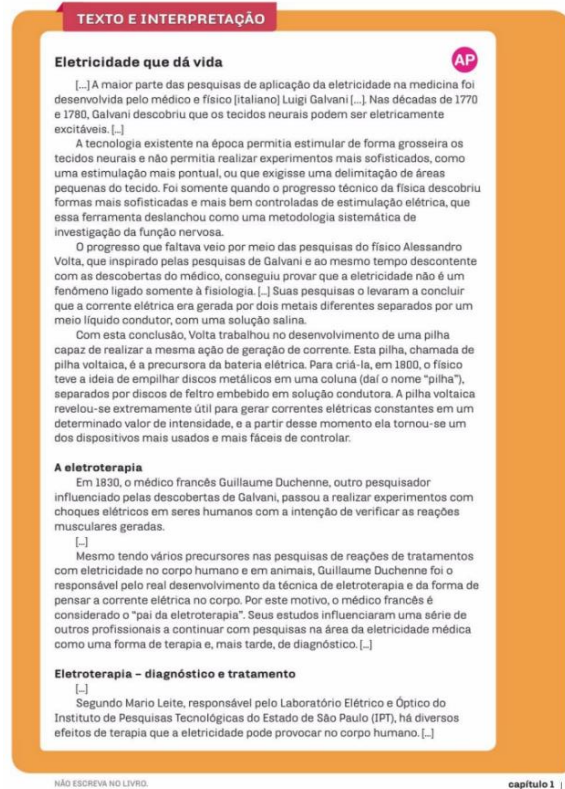 TEXTO E INTERPRETAÇÃO
Eletricidade que dá vida
AP
[...] A maior parte das pesquisas de aplicação da eletricidade na medicina foi
desenvolvida pelo médico e físico [italiano] Luigi Galvani [...]. Nas décadas de 1770
e 1780, Galvani descobriu que os tecidos neurais podem ser eletricamente
excitáveis. [...]
A tecnologia existente na época permitia estimular de forma grosseira os
tecidos neurais e não permitia realizar experimentos mais sofisticados, como
uma estimulação mais pontual, ou que exigisse uma delimitação de áreas
pequenas do tecido. Foi somente quando o progresso técnico da física descobriu
formas mais sofisticadas e mais bem controladas de estimulação elétrica, que
essa ferramenta deslanchou como uma metodologia sistemática de
investigação da função nervosa.
O progresso que faltava veio por meio das pesquisas do físico Alessandro
Volta, que inspirado pelas pesquisas de Galvani e ao mesmo tempo descontente
com as descobertas do médico, conseguiu provar que a eletricidade não é um
fenômeno ligado somente à fisiologia. [...] Suas pesquisas o levaram a concluir
que a corrente elétrica era gerada por dois metais diferentes separados por um
meio líquido condutor, com uma solução salina.
Com esta conclusão, Volta trabalhou no desenvolvimento de uma pilha
capaz de realizar a mesma ação de geração de corrente. Esta pilha, chamada de
pilha voltaica, é a precursora da bateria elétrica. Para criá-la, em 1800, o físico
teve a ideia de empilhar discos metálicos em uma coluna (daí o nome "pilha"),
separados por discos de feltro embebido em solução condutora. A pilha voltaica
revelou-se extremamente útil para gerar correntes elétricas constantes em um
determinado valor de intensidade, e a partir desse momento ela tornou-se um
dos dispositivos mais usados e mais fáceis de controlar.
A eletroterapia
Em 1830, o médico francês Guillaume Duchenne, outro pesquisador
influenciado pelas descobertas de Galvani, passou a realizar experimentos com
choques elétricos em seres humanos com a intenção de verificar as reações
musculares geradas.
[...]
Mesmo tendo vários precursores nas pesquisas de reações de tratamentos
com eletricidade no corpo humano e em animais, Guillaume Duchenne foi o
responsável pelo real desenvolvimento da técnica de eletroterapia e da forma de
pensar a corrente elétrica no corpo. Por este motivo, o médico francês é
considerado o "pai da eletroterapia". Seus estudos influenciaram uma série de
outros profissionais a continuar com pesquisas na área da eletricidade médica
como uma forma de terapia e, mais tarde, de diagnóstico. [...]
Eletroterapia – diagnóstico e tratamento
[...]
Segundo Mario Leite, responsável pelo Laboratório Elétrico e Óptico do
Instituto de Pesquisas Tecnológicas do Estado de São Paulo (IPT), há diversos
efeitos de terapia que a eletricidade pode provocar no corpo humano. [...]
NÃO ESCREVA NO LIVRO.
capítulo 1 |